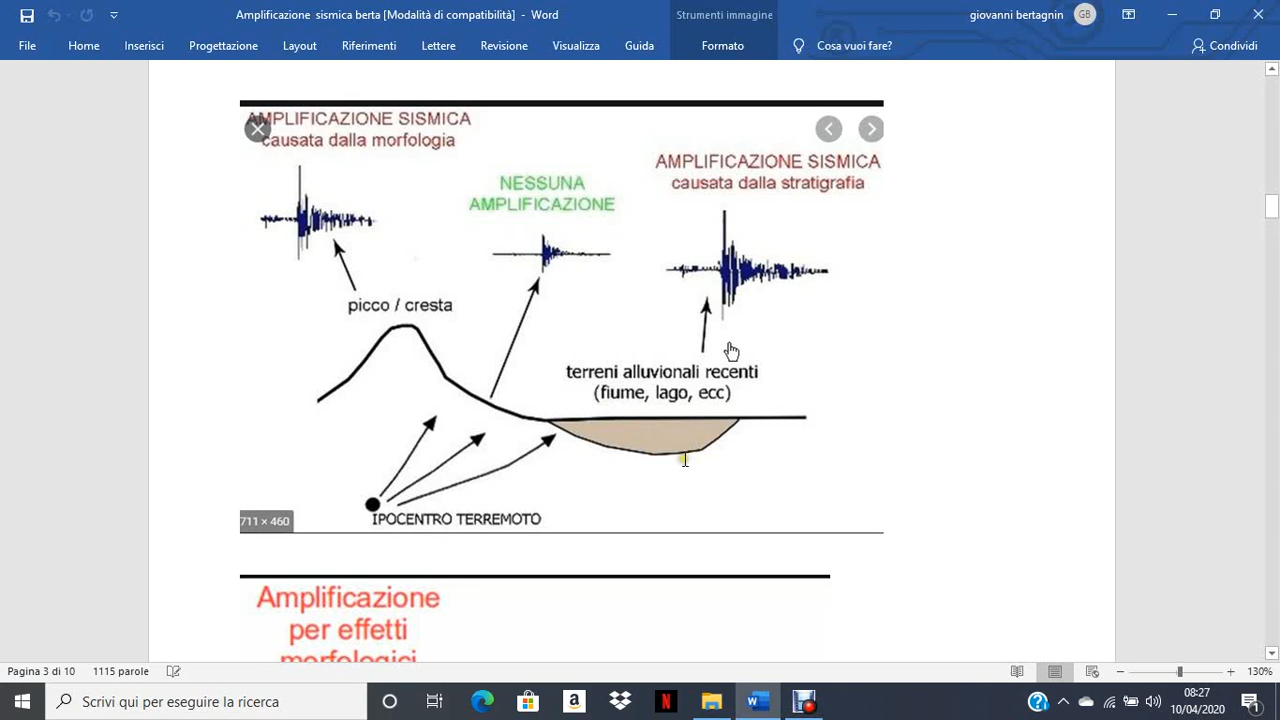 Amplificazione sismica berta [Modalità di compatibilità] - Word
Strumenti immagine
giovanni bertagnin
GB
File
Home
Inserisci
Progettazione
Layout
Riferimenti
Lettere
Revisione
Visualizza
Guida
Formato
Cosa vuoi fare?
Condividi
AMPLIFICAZIONE SISMICA
causata dalla morfologia
NESSUNA
AMPLIFICAZIONE
AMPLIFICAZIONE SISMICA
causata dalla stratigrafia
picco / cresta
terreni alluvionali recenti
(fiume, lago, ecc)
IPOCENTRO TERREMOTO
711 × 460
Amplificazione
per effetti
morfologici
Pagina 3 di 10
1115 parole
130%
Scrivi qui per eseguire la ricerca
08:27
10/04/2020